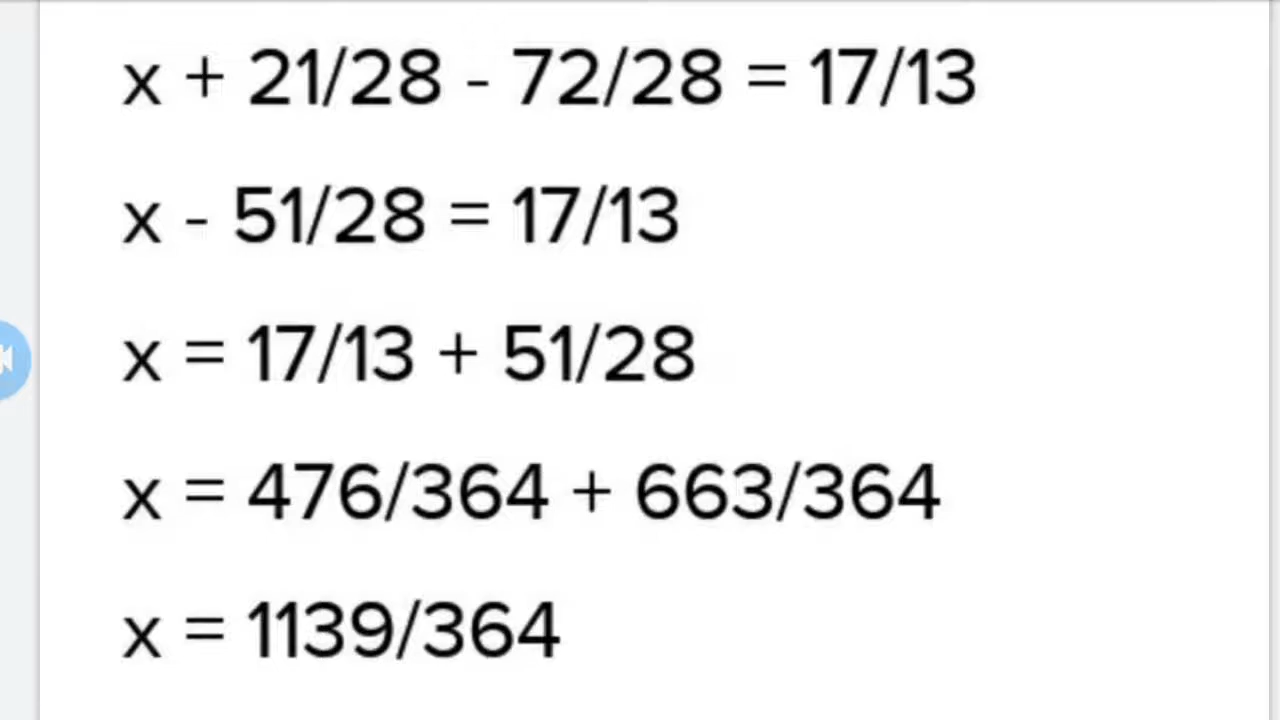 x + 21/28 - 72/28 = 17/13
x - 51/28 = 17/13
x = 17/13 + 51/28
x = 476/364 + 663/364
x = 1139/364